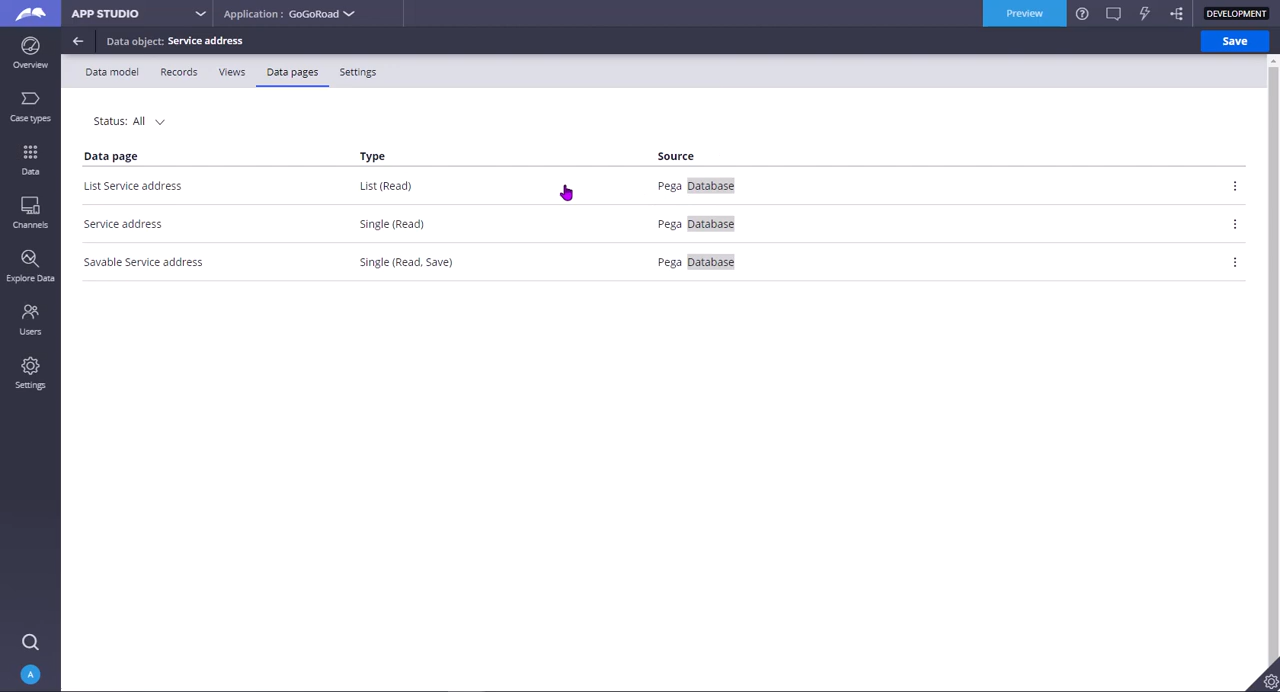 APP STUDIO
Application : GoGoRoad
Preview
DEVELOPMENT
Data object: Service address
Save
Overview
Case types
Data
Channels
Explore Data
Users
Settings
A
Data model Records Views Data pages Settings
Status: All
Data page Type Source
List Service address List (Read) Pega Database
Service address Single (Read) Pega Database
Savable Service address Single (Read, Save) Pega Database